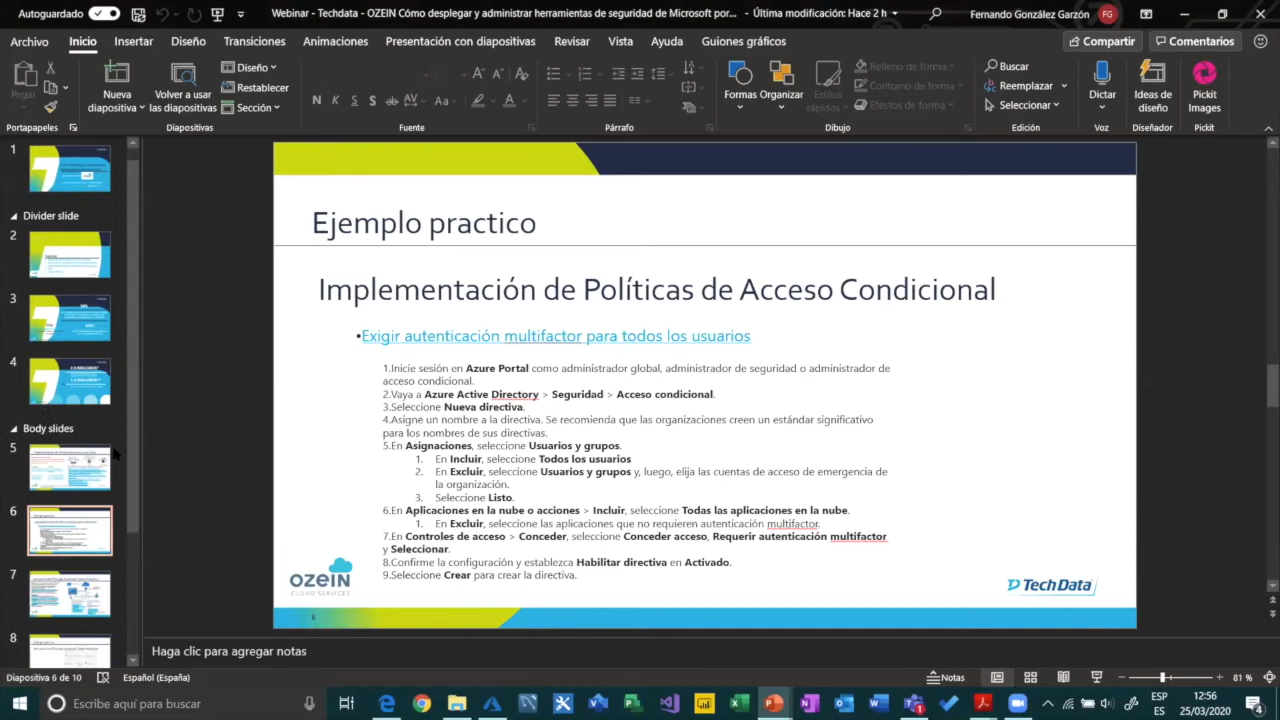 Autoguardado
Webinar - Techdata - OZEIN Cómo desplegar y administrar herramientas de seguridad de Microsoft por... - Última modificación: Hace 2 h
Fernando González Garzón
FG
Archivo
Inicio
Insertar
Diseño
Transiciones
Animaciones
Presentación con diapositivas
Revisar
Vista
Ayuda
Guiones gráficos
Compartir
Comentarios
Pegar
Nueva diapositiva
Volver a usar las diapositivas
Diseño
Restablecer
Sección
N K S S ab AV Aa A
Formas
Organizar
Estilos rápidos
Relleno de forma
Contorno de forma
Efectos de forma
Buscar
Reemplazar
Seleccionar
Dictar
Ideas de diseño
Pickit Images
Portapapeles
Diapositivas
Fuente
Párrafo
Dibujo
Edición
Voz
Diseñador
Pickit
1
Divider slide
2
3
4
Body slides
5
6
8
Ejemplo practico
Implementación de Políticas de Acceso Condicional
•Exigir autenticación multifactor para todos los usuarios
1.Inicie sesión en Azure Portal como administrador global, administrador de seguridad o administrador de
acceso condicional.
2.Vaya a Azure Active Directory > Seguridad > Acceso condicional.
3.Seleccione Nueva directiva.
4.Asigne un nombre a la directiva. Se recomienda que las organizaciones creen un estándar significativo
para los nombres de sus directivas.
5.En Asignaciones, seleccione Usuarios y grupos.
1. En Incluir, seleccione Todos los usuarios
2. En Excluir, seleccione Usuarios y grupos y, luego, elija las cuentas de acceso de emergencia de
la organización.
3. Seleccione Listo.
6.En Aplicaciones en la nube o acciones > Incluir, seleccione Todas las aplicaciones en la nube.
En Excluir, seleccione las aplicaciones que no requieren autenticación multifactor.
7.En Controles de acceso > Conceder, seleccione Conceder acceso, Requerir autenticación multifactor
y Seleccionar.
8.Confirme la configuración y establezca Habilitar directiva en Activado.
9.Seleccione Crear para crear la directiva.
OZEIN
CLOUD SERVICES
Tech Data
6
Haga clic para agregar notas
Diapositiva 6 de 10
Español (España)
Notas
81 %
Escribe aquí para buscar
ESP
ES
12:56
25/03/2020